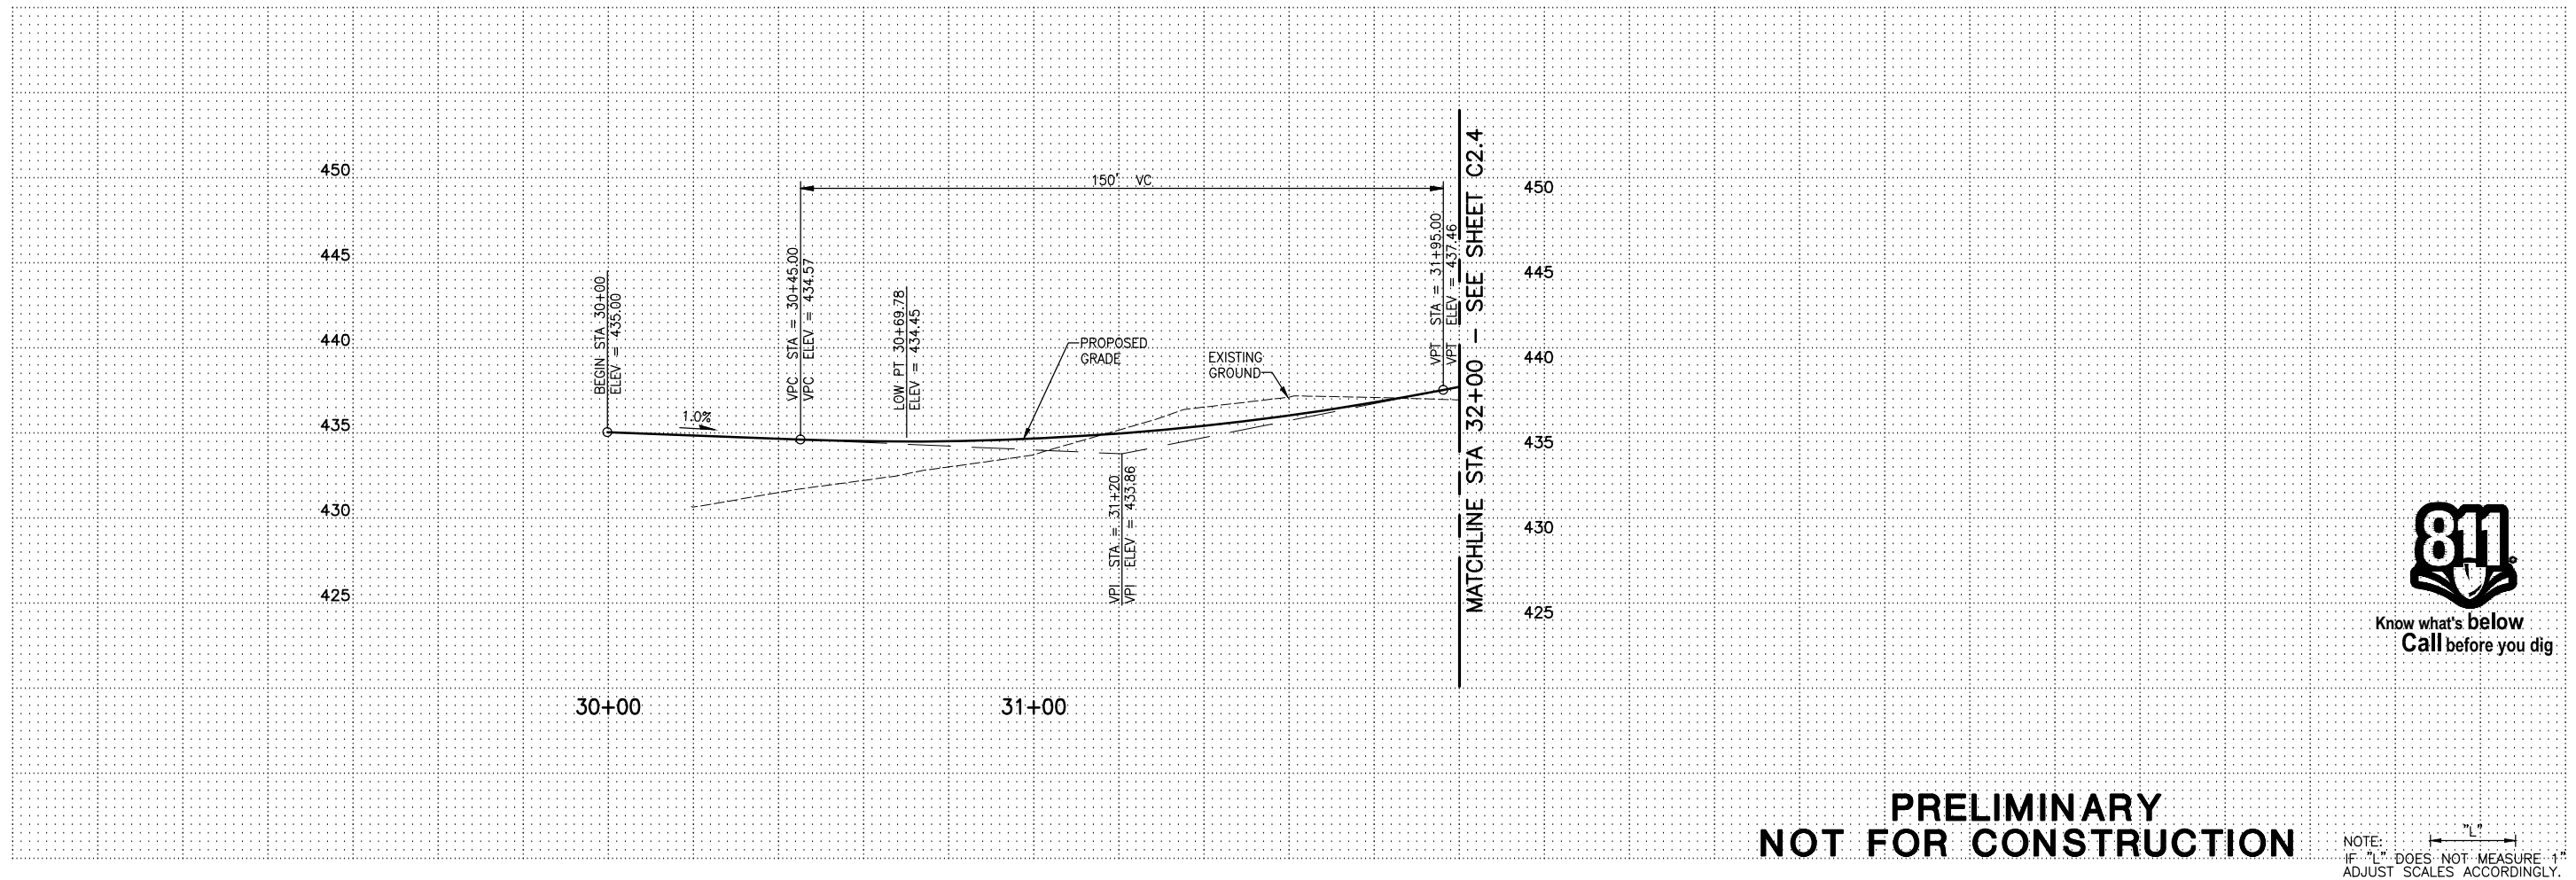 450
445
440
435
430
425
BEGIN STA 30+00
ELEV = 435.00
1.0%
VPC STA = 30+45.00
VPC ELEV = 434.57
LOW PT 30+69.78
ELEV = 434.45
150' VC
PROPOSED
GRADE
VPI STA = 31+20
VPI ELEV = 433.86
EXISTING
GROUND
VPT STA = 31+95.00
VPT ELEV = 437.46
MATCHLINE STA 32+00 - SEE SHEET C2.4
450
445
440
435
430
425
30+00
31+00
811
Know what's below
Call before you dig
PRELIMINARY
NOT FOR CONSTRUCTION
"L"
NOTE:
IF "L" DOES NOT MEASURE 1"
ADJUST SCALES ACCORDINGLY.